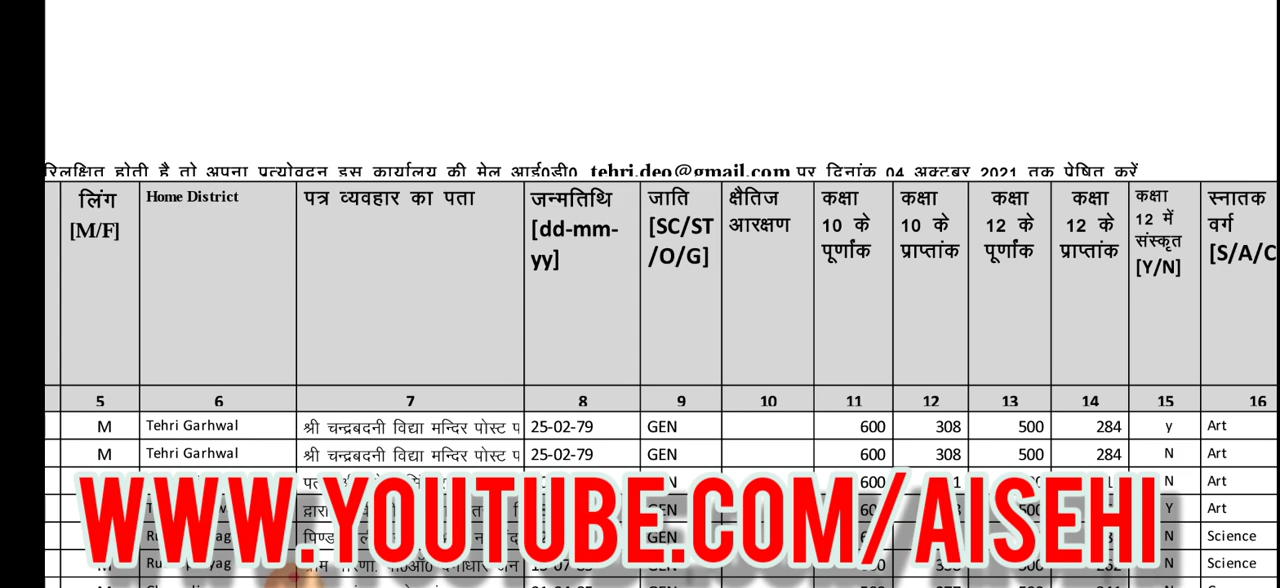 रिलक्षित होती है तो अपना प्रत्योवदन इस कार्यालय की मेल आई0डी0 tehri.deo@gmail.com पर दिनांक 04 अक्टूबर 2021 तक प्रेषित करें
लिंग [M/F] Home District पत्र व्यवहार का पता जन्मतिथि [dd-mm-yy] जाति [SC/ST/O/G] क्षैतिज आरक्षण कक्षा 10 के पूर्णांक कक्षा 10 के प्राप्तांक कक्षा 12 के पूर्णांक कक्षा 12 के प्राप्तांक कक्षा 12 में संस्कृत [Y/N] स्नातक वर्ग [S/A/C
5 6 7 8 9 10 11 12 13 14 15 16
M Tehri Garhwal श्री चन्द्रबदनी विद्या मन्दिर पोस्ट प 25-02-79 GEN 600 308 500 284 y Art
M Tehri Garhwal श्री चन्द्रबदनी विद्या मन्दिर पोस्ट प 25-02-79 GEN 600 308 500 284 N Art
N Art
द्वारा Y Art
GEN N Science
N Science
WWW.YOUTUBE.COM/AISEHI